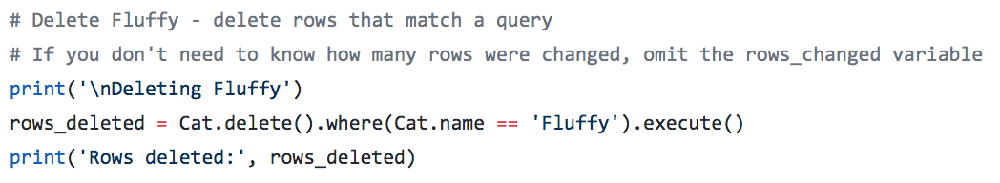 # Delete Fluffy - delete rows that match a query
# If you don't need to know how many rows were changed, omit the rows_changed variable
print('\nDeleting Fluffy')
rows_deleted = Cat.delete().where(Cat.name == 'Fluffy').execute()
print('Rows deleted:', rows_deleted)